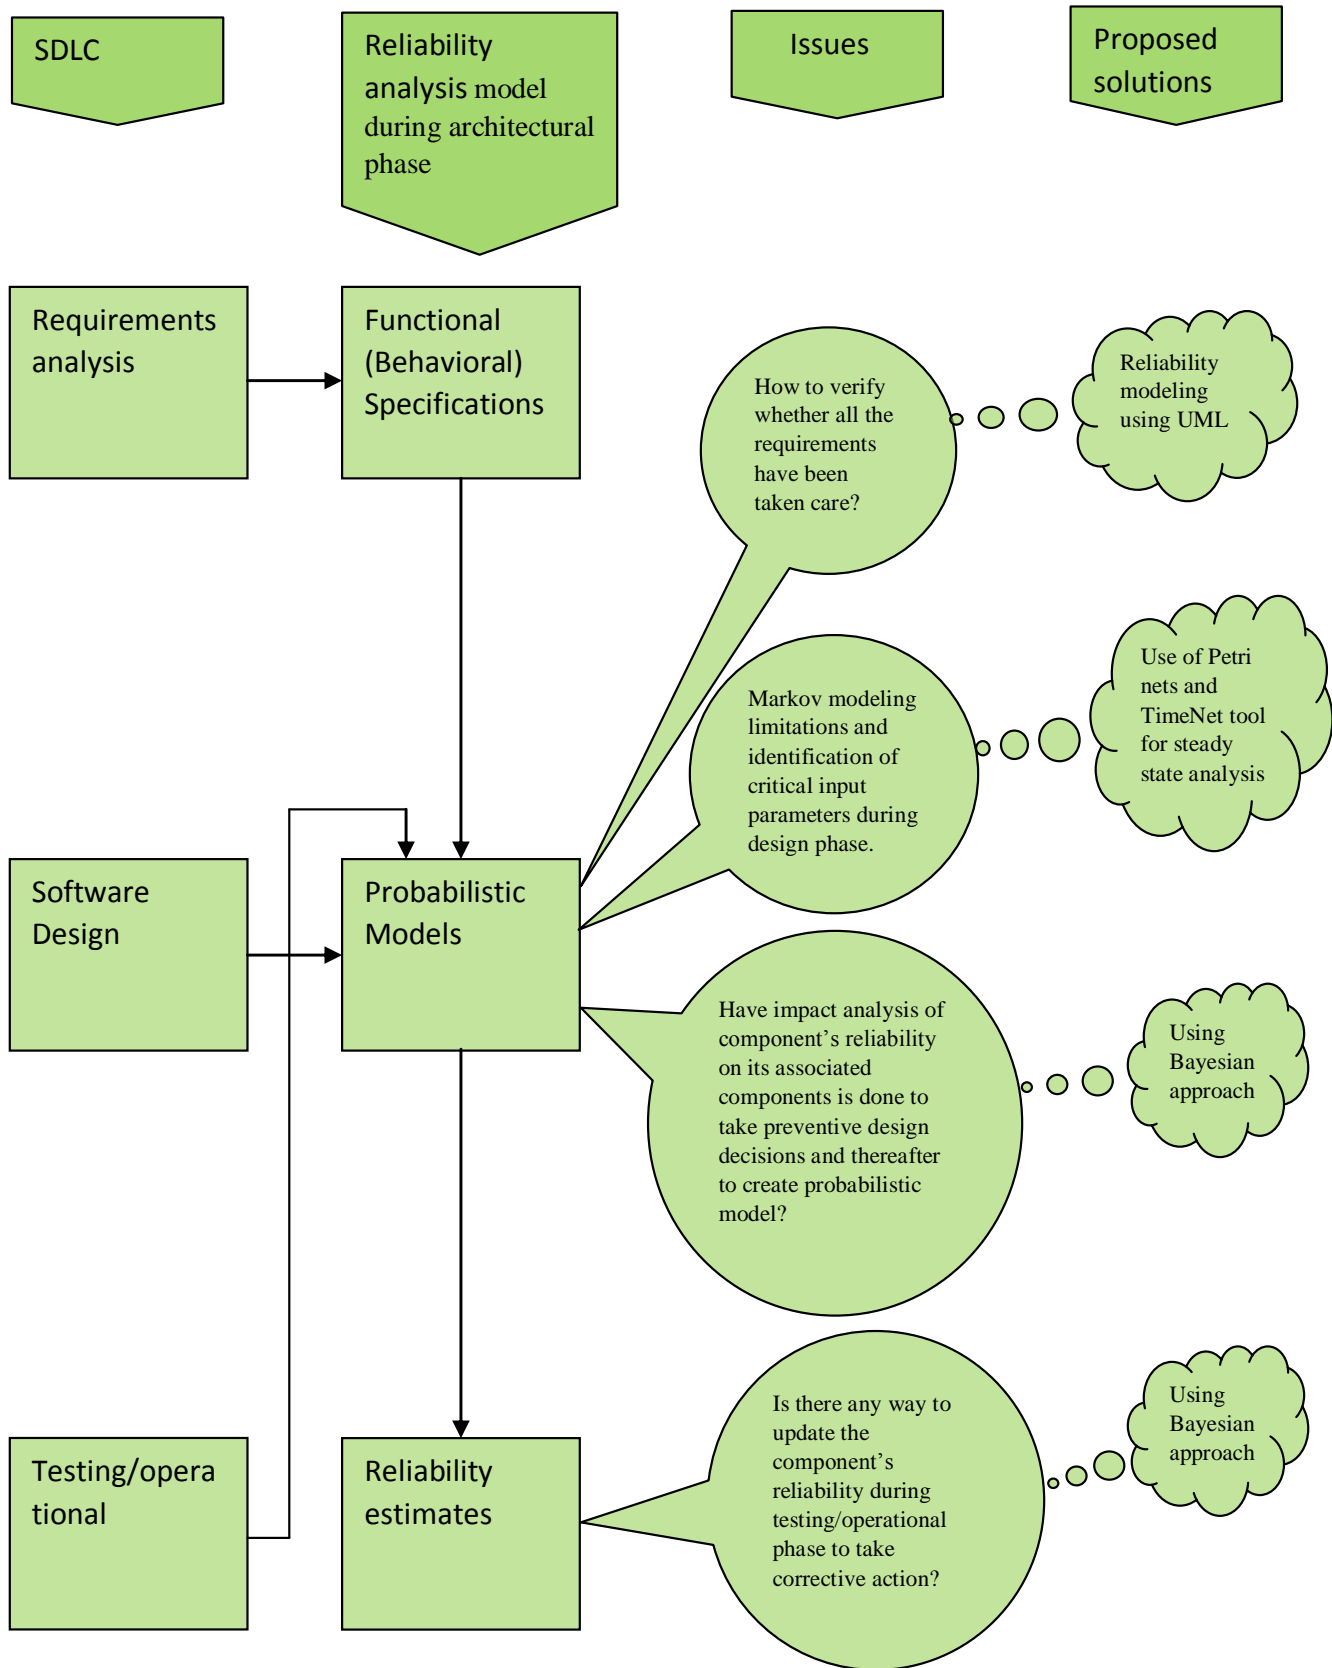 SDLC
Reliability
analysis model
during architectural
phase
Issues
Proposed
solutions
Requirements
analysis
Functional
(Behavioral)
Specifications
How to verify
whether all the
requirements
have been
taken care?
Reliability
modeling
using UML
Markov modeling
limitations and
identification of
critical input
parameters during
design phase.
Use of Petri
nets and
TimeNet tool
for steady
state analysis
Software
Design
Probabilistic
Models
Have impact analysis of
component’s reliability
on its associated
components is done to
take preventive design
decisions and thereafter
to create probabilistic
model?
Using
Bayesian
approach
Testing/opera
tional
Reliability
estimates
Is there any way to
update the
component’s
reliability during
testing/operational
phase to take
corrective action?
Using
Bayesian
approach